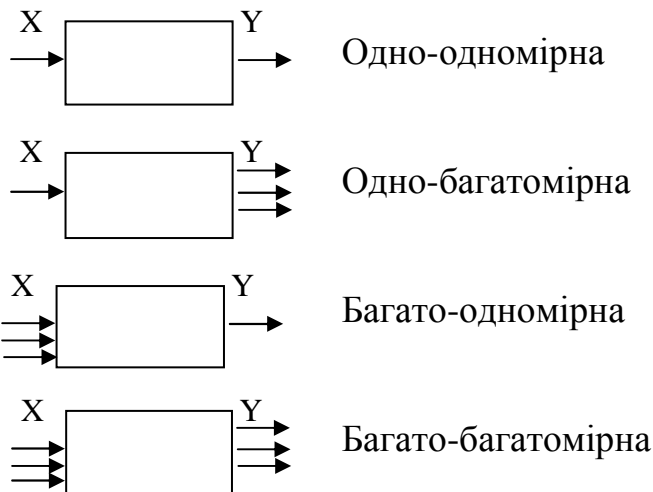 X Y Одно-одномірна
X Y Одно-багатомірна
X Y Багато-одномірна
X Y Багато-багатомірна